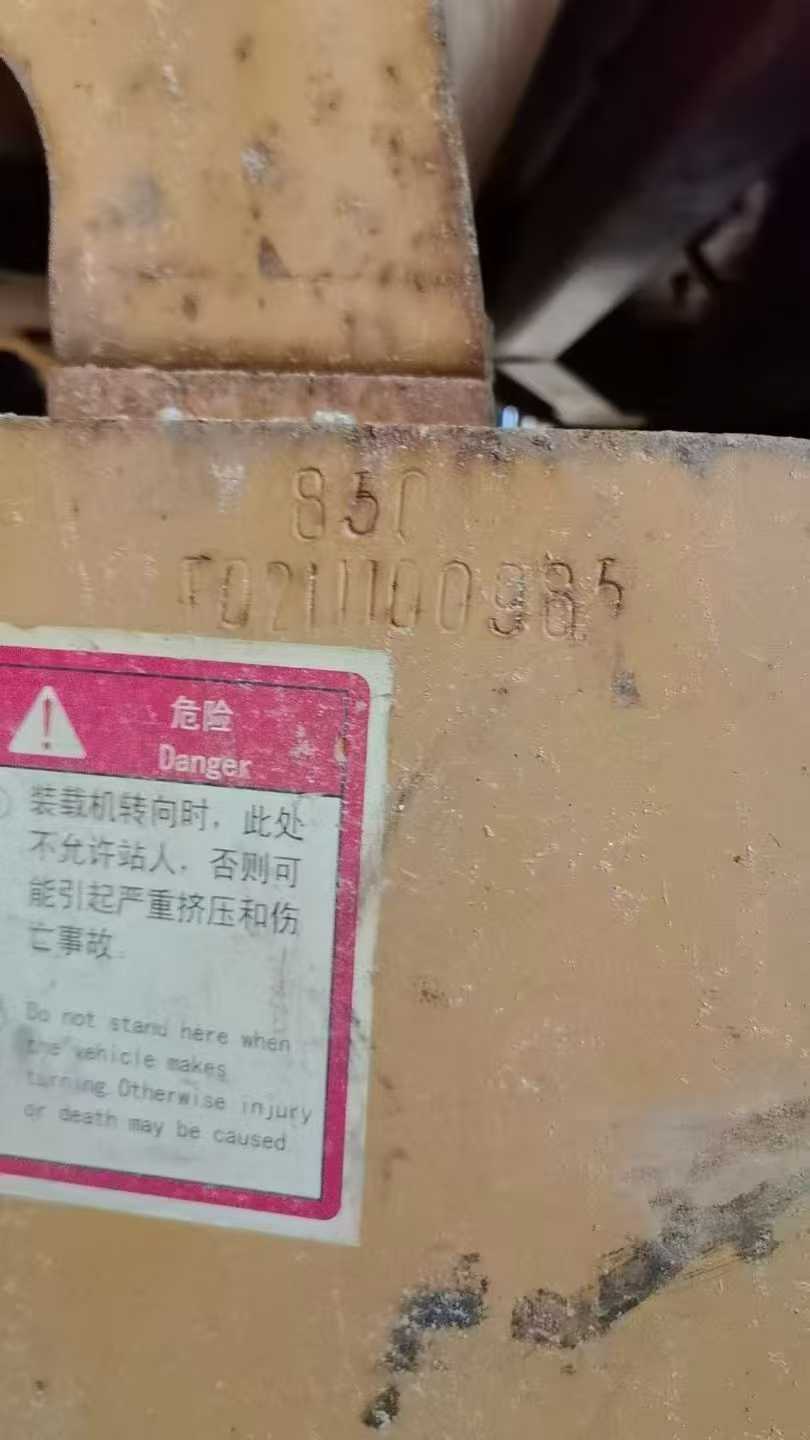 850
T0211100985
危险
Danger
装载机转向时，此处
不允许站人，否则可
能引起严重挤压和伤
亡事故
Do not stand here when
the vehicle makes
turning.Otherwise injury
or death may be caused